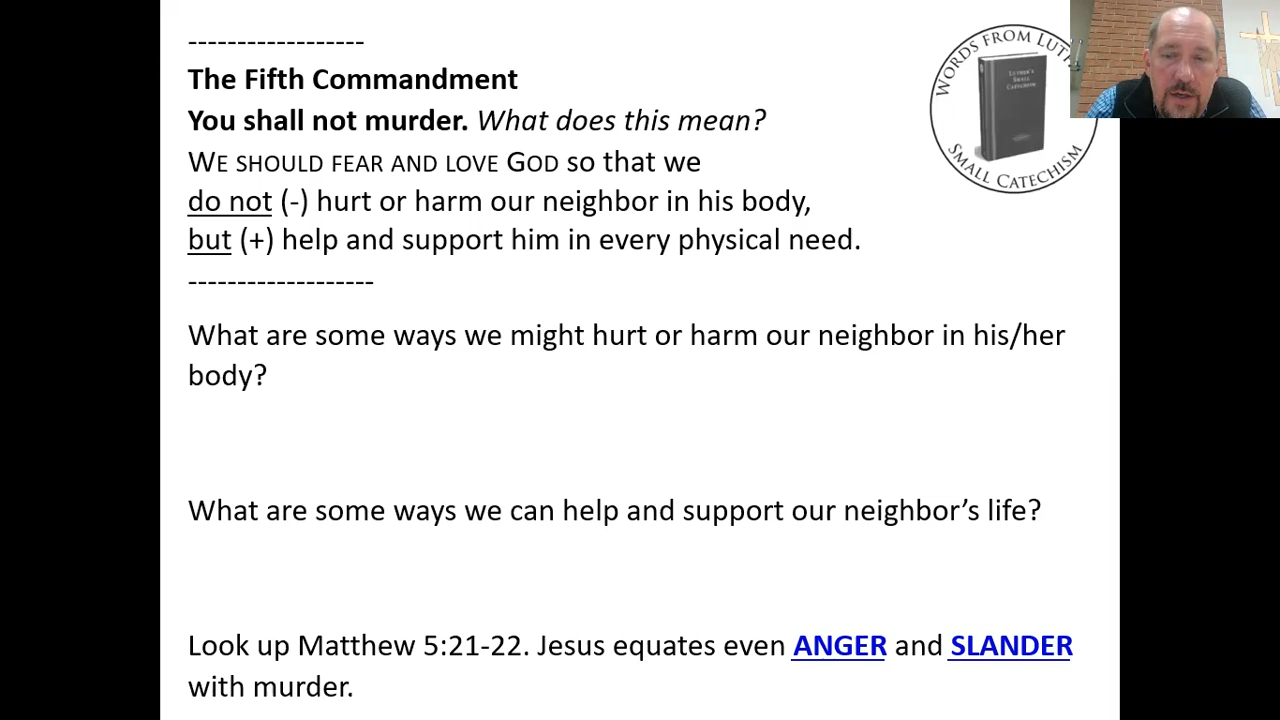 ------------------
The Fifth Commandment
You shall not murder. What does this mean?
WE SHOULD FEAR AND LOVE GOD so that we
do not (-) hurt or harm our neighbor in his body,
but (+) help and support him in every physical need.
-------------------
WORDS FROM LUTH
LUTHER'S
SMALL
CATECHISM
SMALL CATECHISM
What are some ways we might hurt or harm our neighbor in his/her
body?
What are some ways we can help and support our neighbor’s life?
Look up Matthew 5:21-22. Jesus equates even ANGER and SLANDER
with murder.